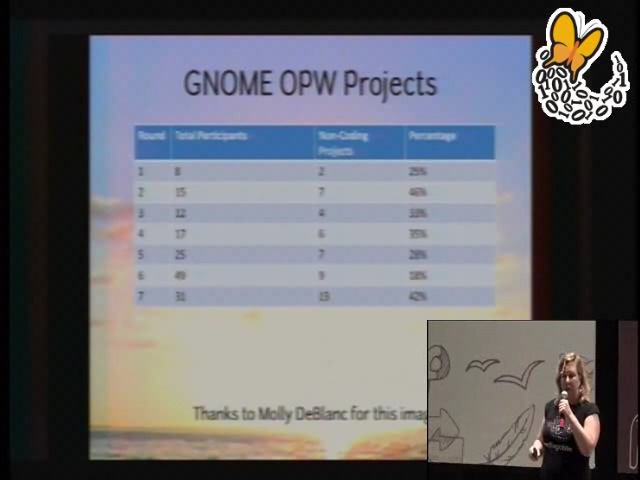 GNOME OPW Projects
Round Total Participants Non-Coding Projects Percentage
1 8 2 25%
2 15 7 46%
3 12 4 33%
4 17 6 35%
5 25 7 28%
6 49 9 18%
7 31 13 42%
Thanks to Molly DeBlanc for this